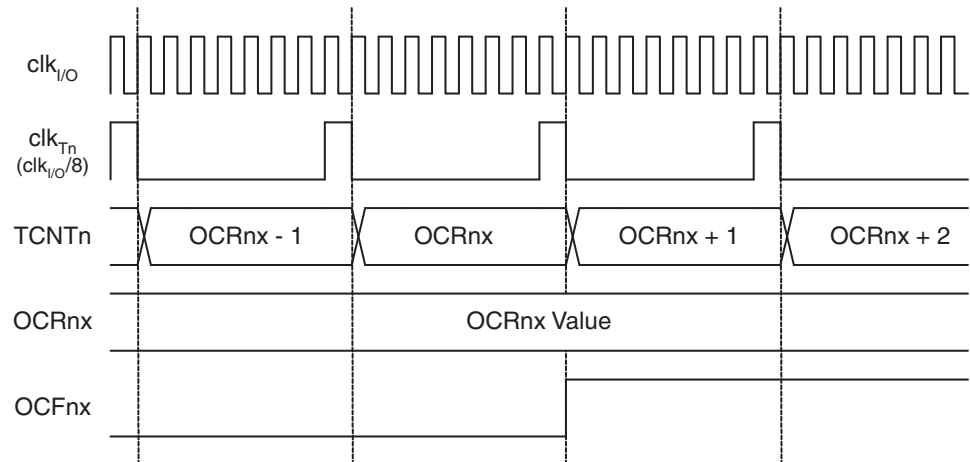 clkI/O
clkTn
(clkI/O/8)
TCNTn OCRnx - 1 OCRnx OCRnx + 1 OCRnx + 2
OCRnx OCRnx Value
OCFnx